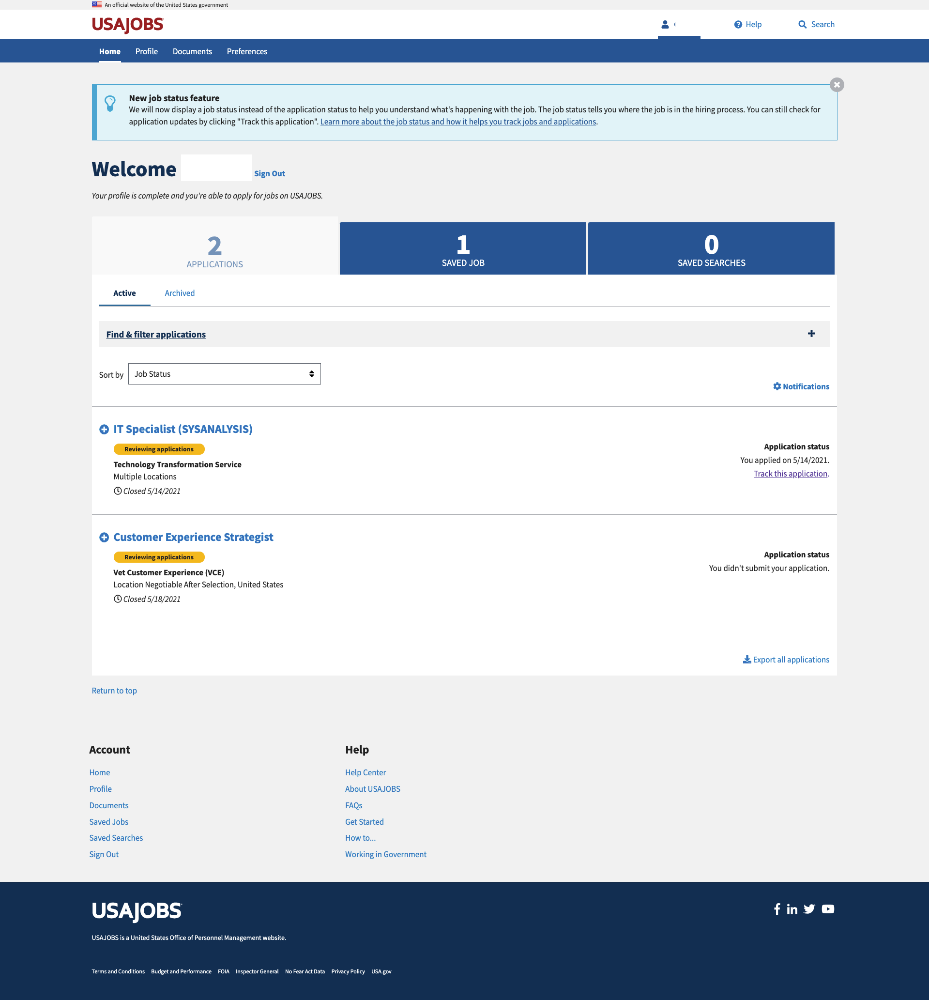 An official website of the United States government
USAJOBS
Help
Search
Home
Profile
Documents
Preferences
New job status feature
We will now display a job status instead of the application status to help you understand what's happening with the job. The job status tells you where the job is in the hiring process. You can still check for
application updates by clicking "Track this application". Learn more about the job status and how it helps you track jobs and applications.
Welcome
Sign Out
Your profile is complete and you're able to apply for jobs on USAJOBS.
2
APPLICATIONS
1
SAVED JOB
0
SAVED SEARCHES
Active
Archived
Find & filter applications
Sort by
Job Status
Notifications
IT Specialist (SYSANALYSIS)
Reviewing applications
Technology Transformation Service
Multiple Locations
Closed 5/14/2021
Application status
You applied on 5/14/2021.
Track this application.
Customer Experience Strategist
Reviewing applications
Vet Customer Experience (VCE)
Location Negotiable After Selection, United States
Closed 5/18/2021
Application status
You didn't submit your application.
Export all applications
Return to top
Account
Home
Profile
Documents
Saved Jobs
Saved Searches
Sign Out
Help
Help Center
About USAJOBS
FAQs
Get Started
How to...
Working in Government
USAJOBS
USAJOBS is a United States Office of Personnel Management website.
Terms and Conditions
Budget and Performance
FOIA
Inspector General
No Fear Act Data
Privacy Policy
USA.gov